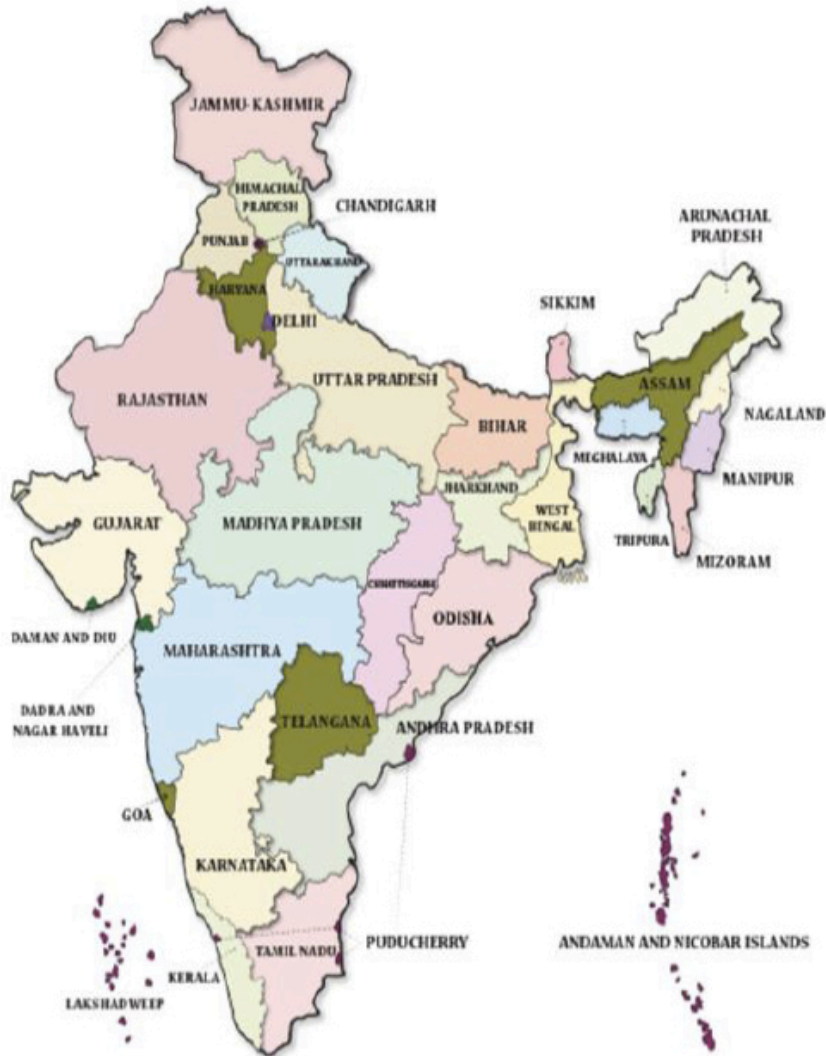 JAMMU-KASHMIR
HIMACHAL
PRADESH
CHANDIGARH
PUNJAB
UTTARAKHAND
ARUNACHAL
PRADESH
HARYANA
DELHI
SIKKIM
UTTAR PRADESH
ASSAM
RAJASTHAN
BIHAR
NAGALAND
MEGHALAYA
MANIPUR
JHARKHAND
GUJARAT
MADHYA PRADESH
WEST
BENGAL
TRIPURA
MIZORAM
CHHATTISGARH
ODISHA
DAMAN AND DIU
MAHARASHTRA
DADRA AND
NAGAR HAVELI
TELANGANA
ANDHRA PRADESH
GOA
KARNATAKA
PUDUCHERRY
ANDAMAN AND NICOBAR ISLANDS
TAMIL NADU
KERALA
LAKSHADWEEP